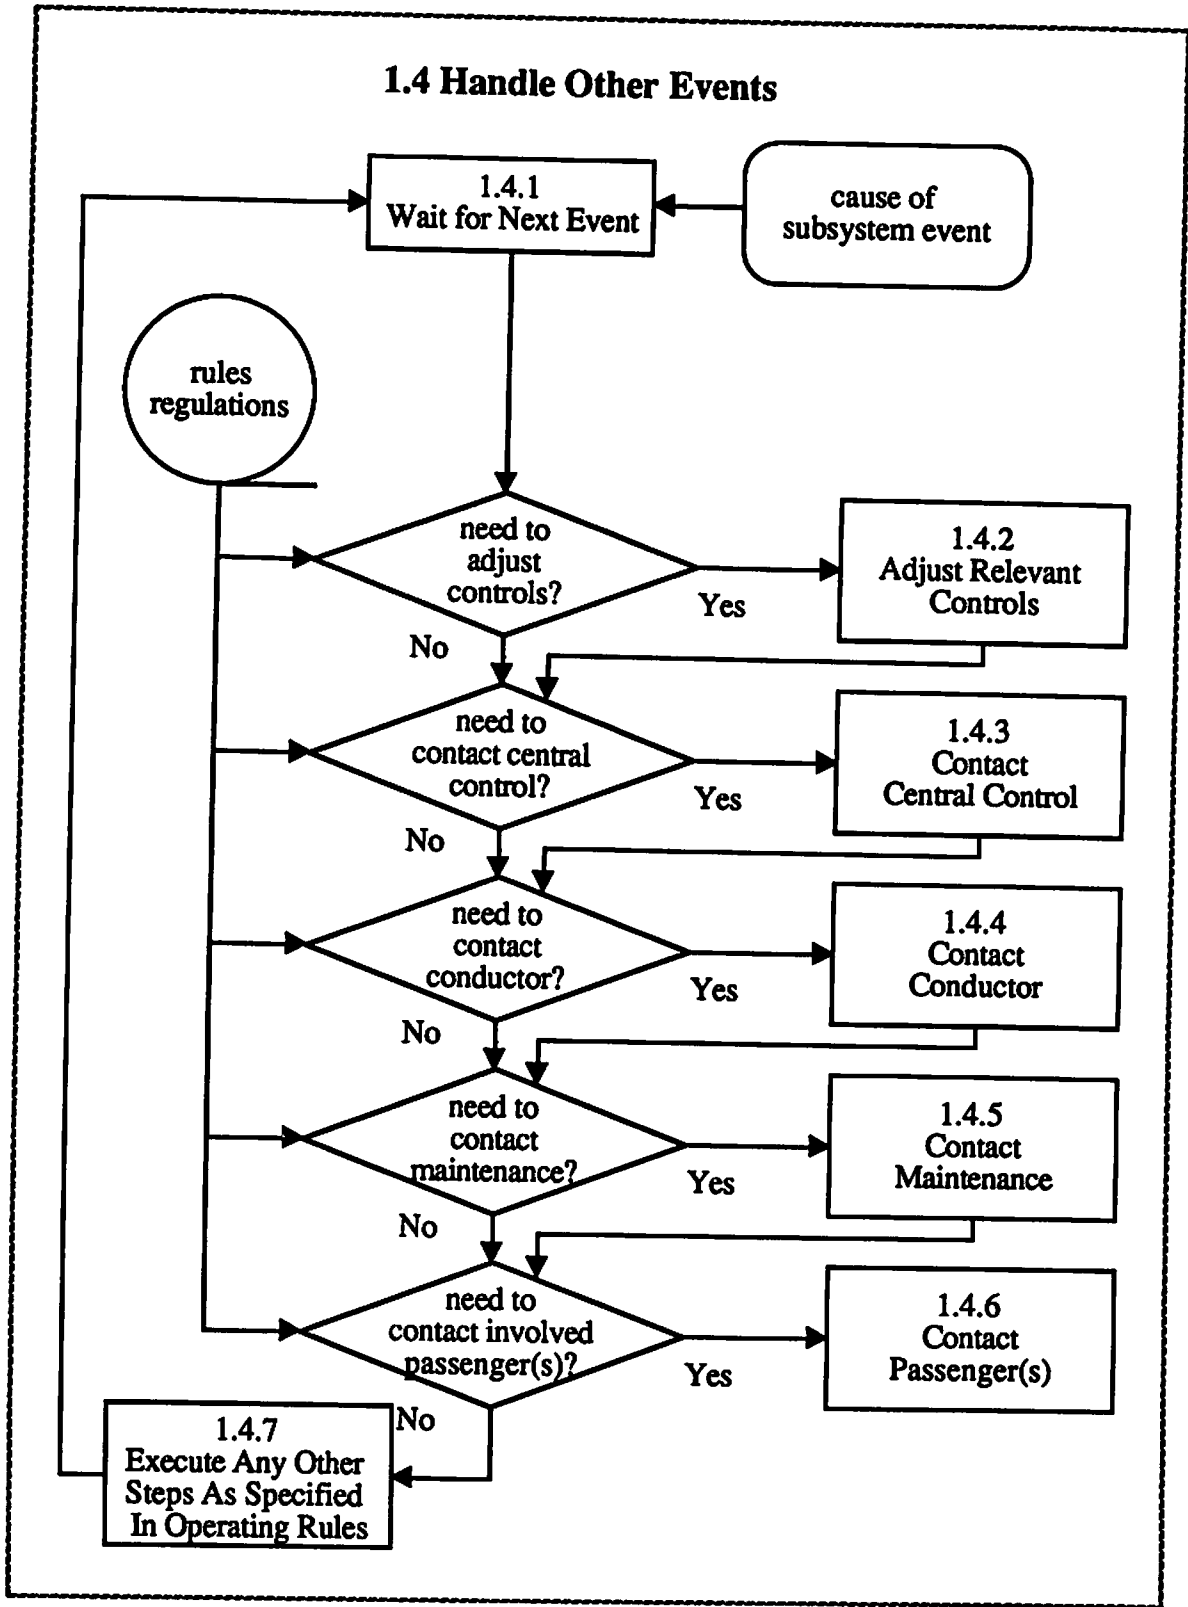 1.4 Handle Other Events
1.4.1
Wait for Next Event
cause of
subsystem event
rules
regulations
need to
adjust
controls?
Yes
No
1.4.2
Adjust Relevant
Controls
need to
contact central
control?
Yes
No
1.4.3
Contact
Central Control
need to
contact
conductor?
Yes
No
1.4.4
Contact
Conductor
need to
contact
maintenance?
Yes
No
1.4.5
Contact
Maintenance
need to
contact involved
passenger(s)?
Yes
No
1.4.6
Contact
Passenger(s)
1.4.7
Execute Any Other
Steps As Specified
In Operating Rules